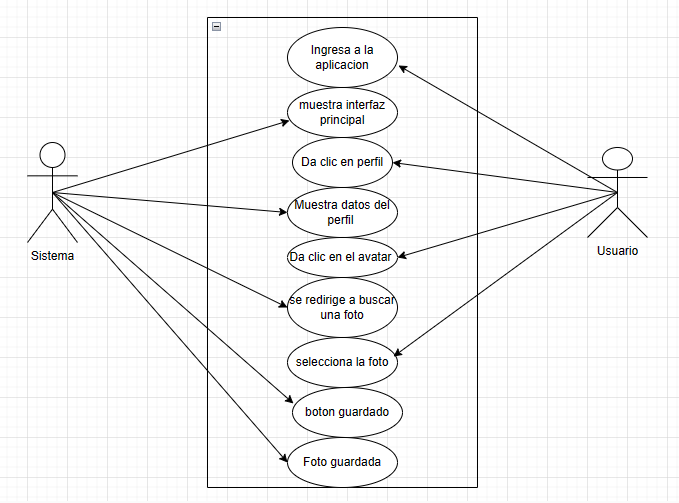 Ingresa a la
aplicacion
muestra interfaz
principal
Da clic en perfil
Muestra datos del
perfil
Da clic en el avatar
se redirige a buscar
una foto
selecciona la foto
boton guardado
Foto guardada
Sistema
Usuario